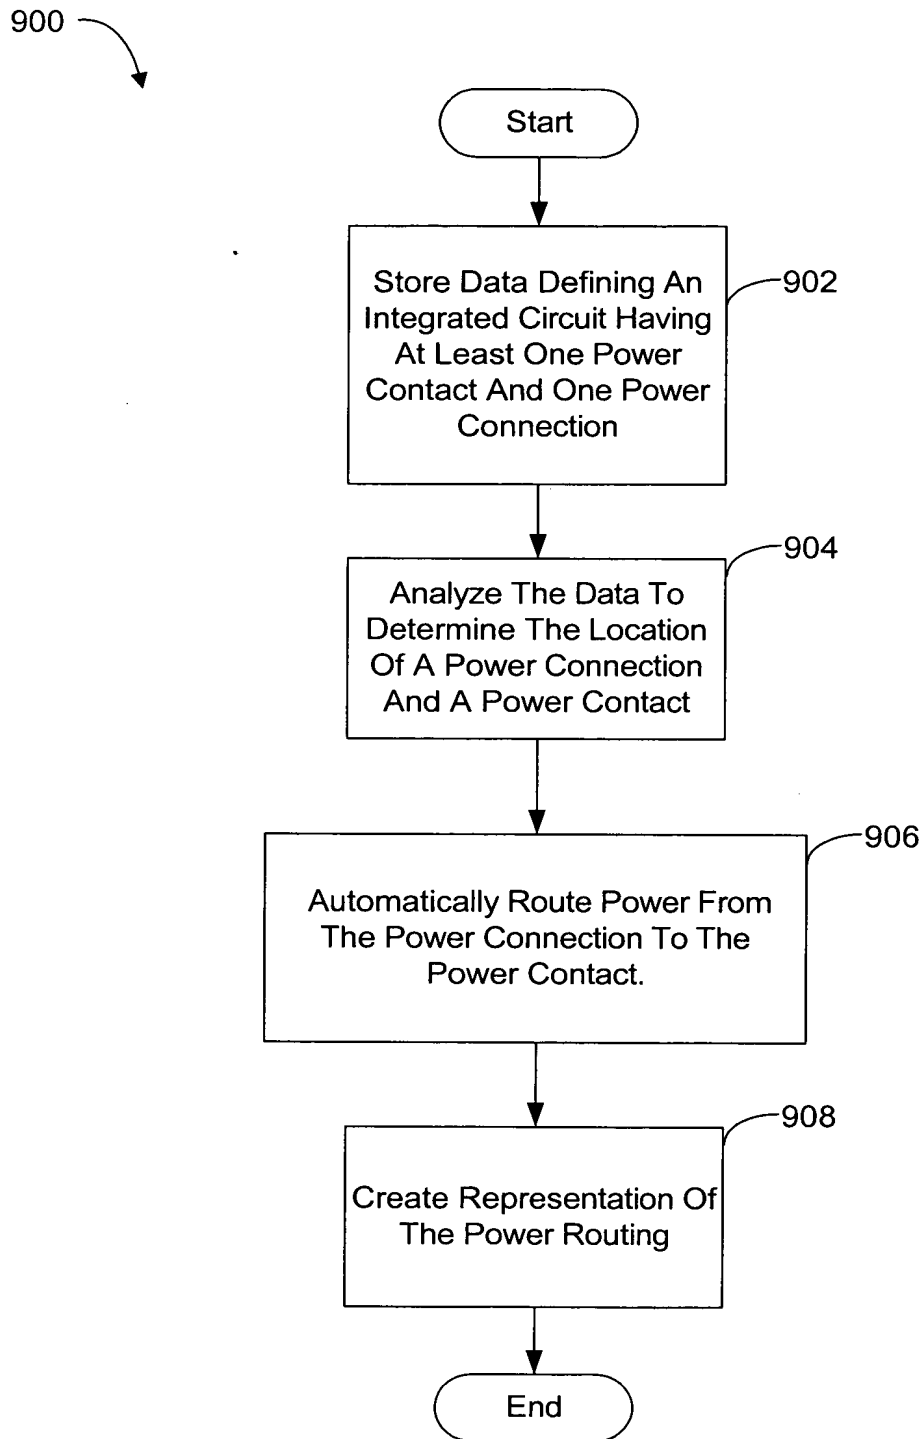 900
Start
Store Data Defining An
Integrated Circuit Having
At Least One Power
Contact And One Power
Connection
902
Analyze The Data To
Determine The Location
Of A Power Connection
And A Power Contact
904
Automatically Route Power From
The Power Connection To The
Power Contact.
906
Create Representation Of
The Power Routing
908
End